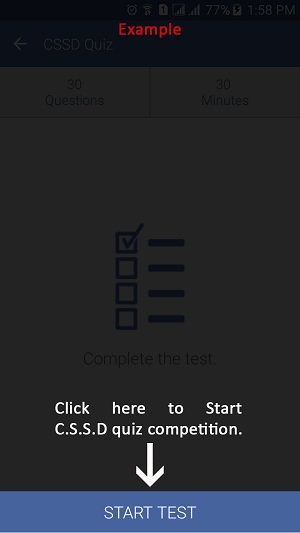 77% 1:58 PM
Example
CSSD Quiz
30 30
Questions Minutes
Complete the test.
Click here to Start
C.S.S.D quiz competition.
START TEST